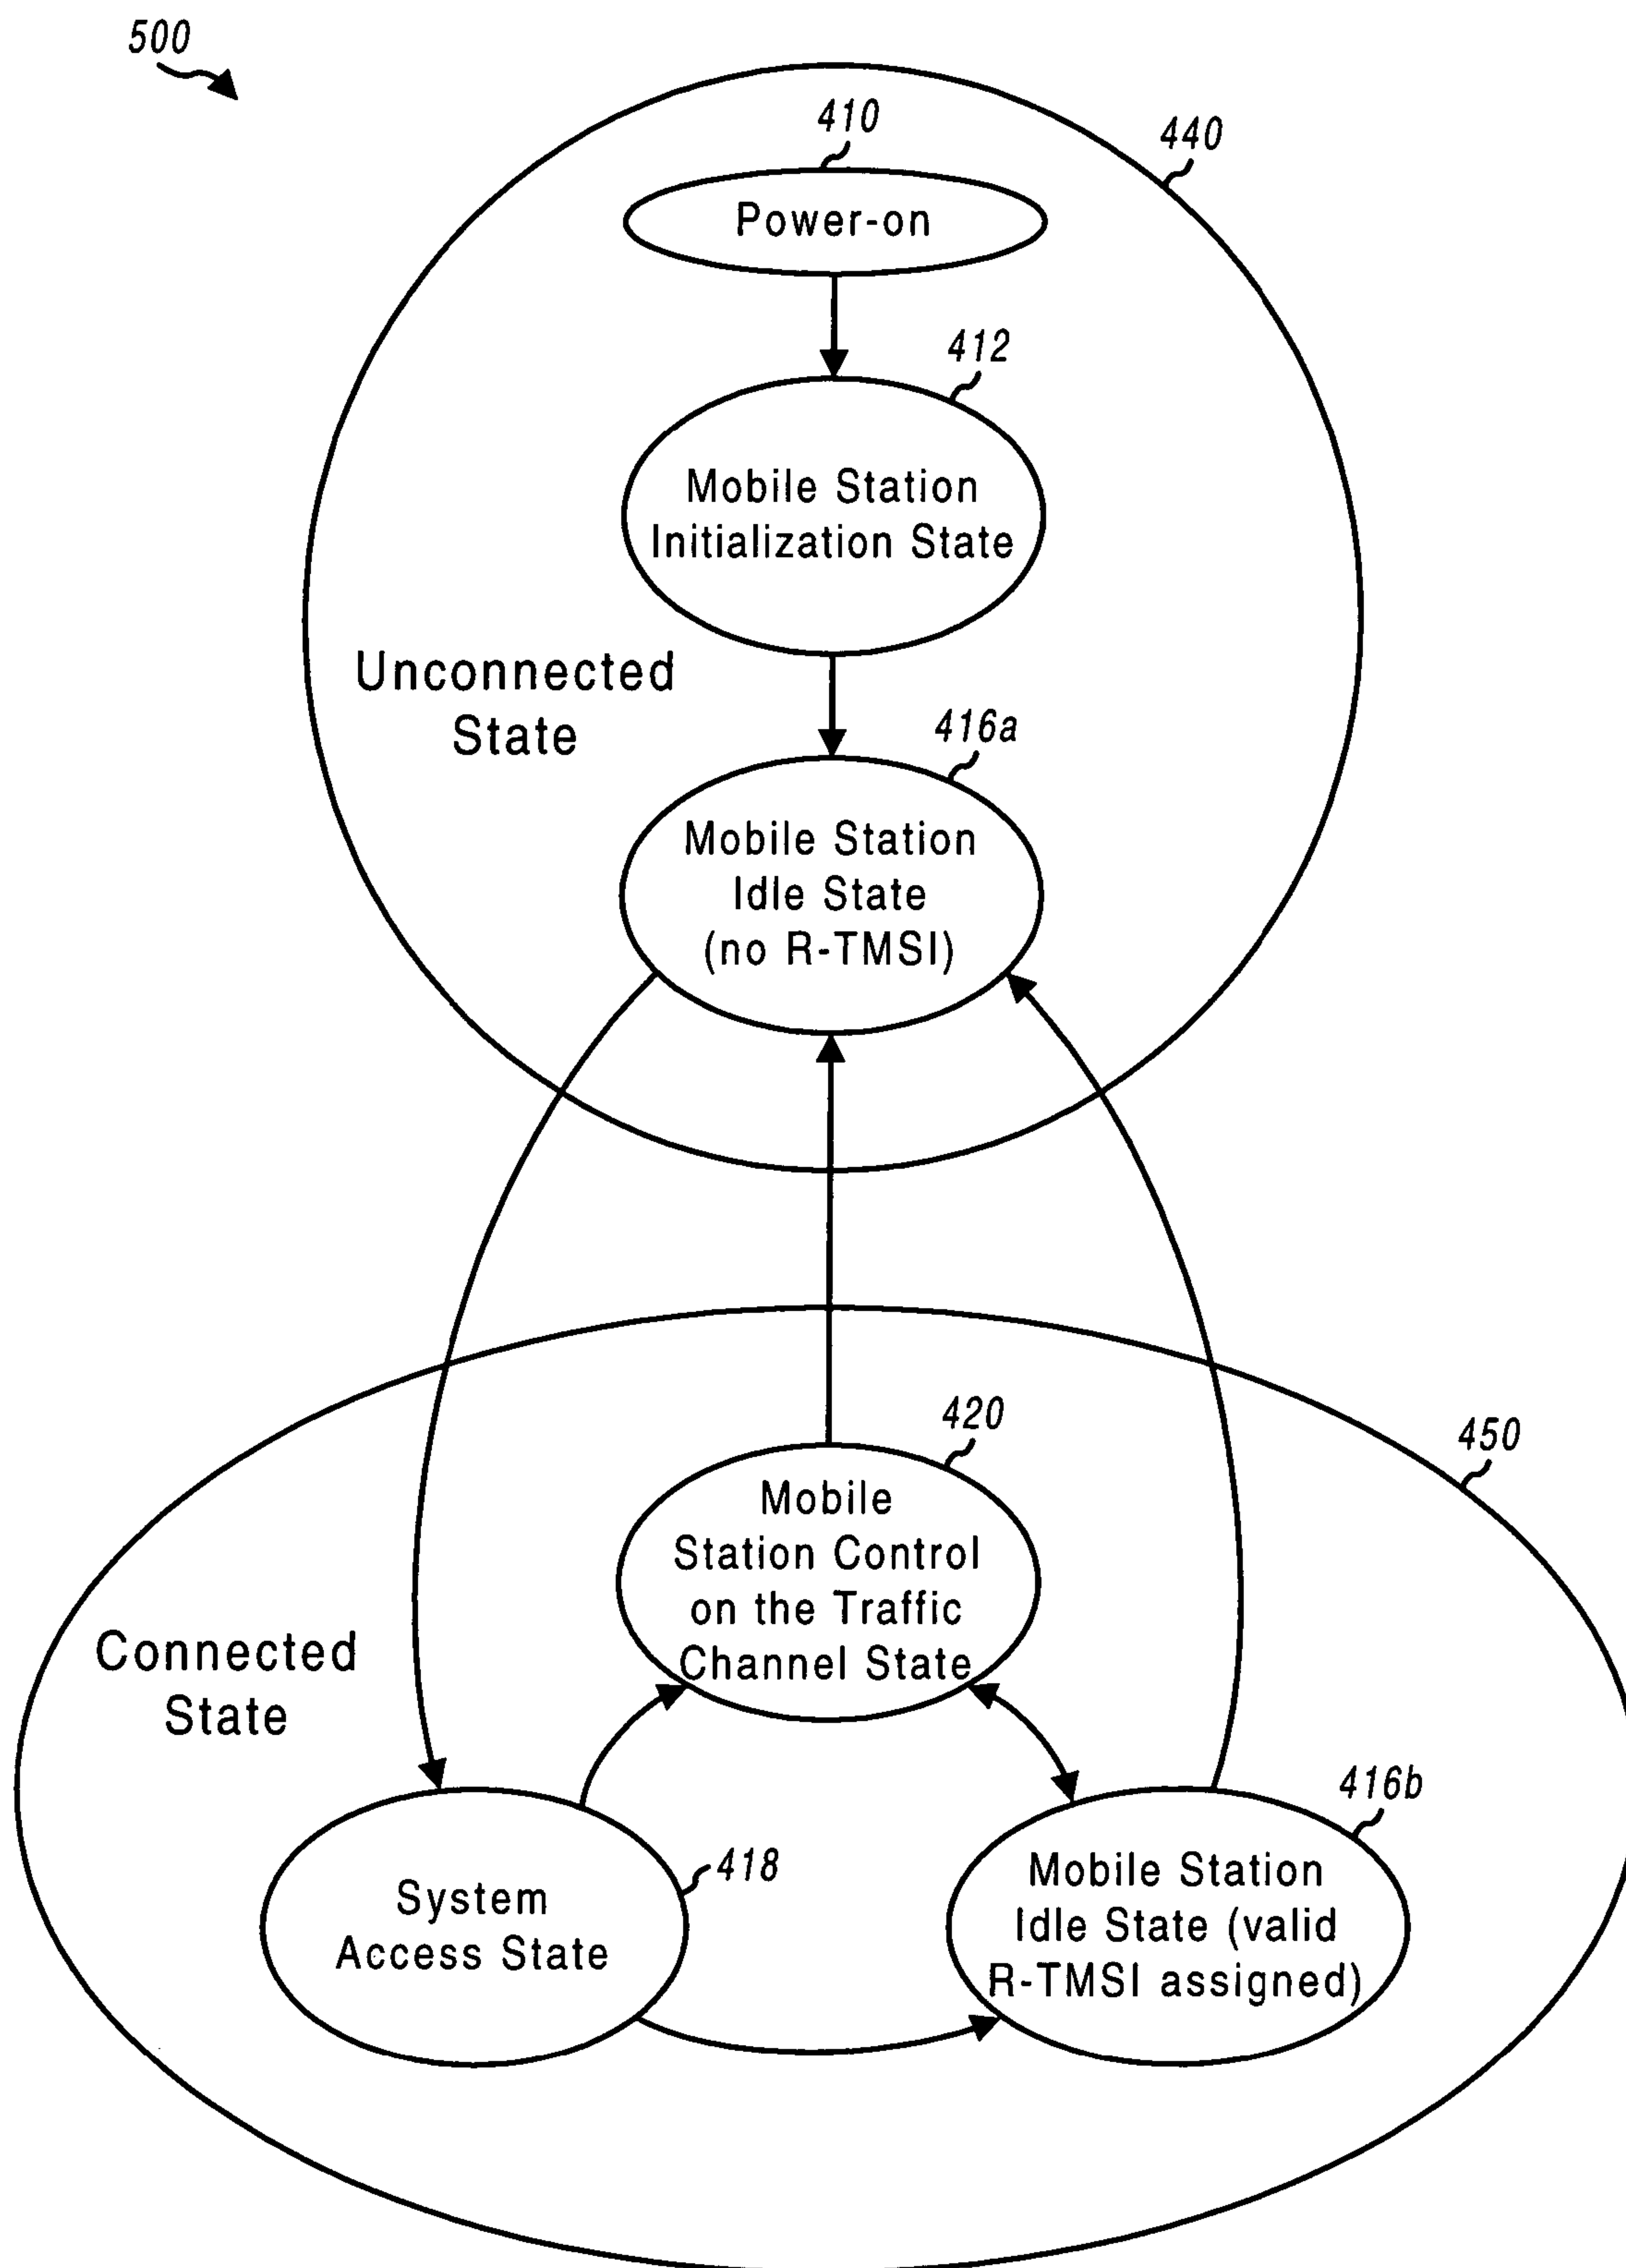 500
410
440
Power-on
412
Mobile Station
Initialization State
Unconnected
State
416a
Mobile Station
Idle State
(no R-TMSI)
420
450
Mobile
Station Control
on the Traffic
Channel State
Connected
State
416b
418
System
Access State
Mobile Station
Idle State (valid
R-TMSI assigned)